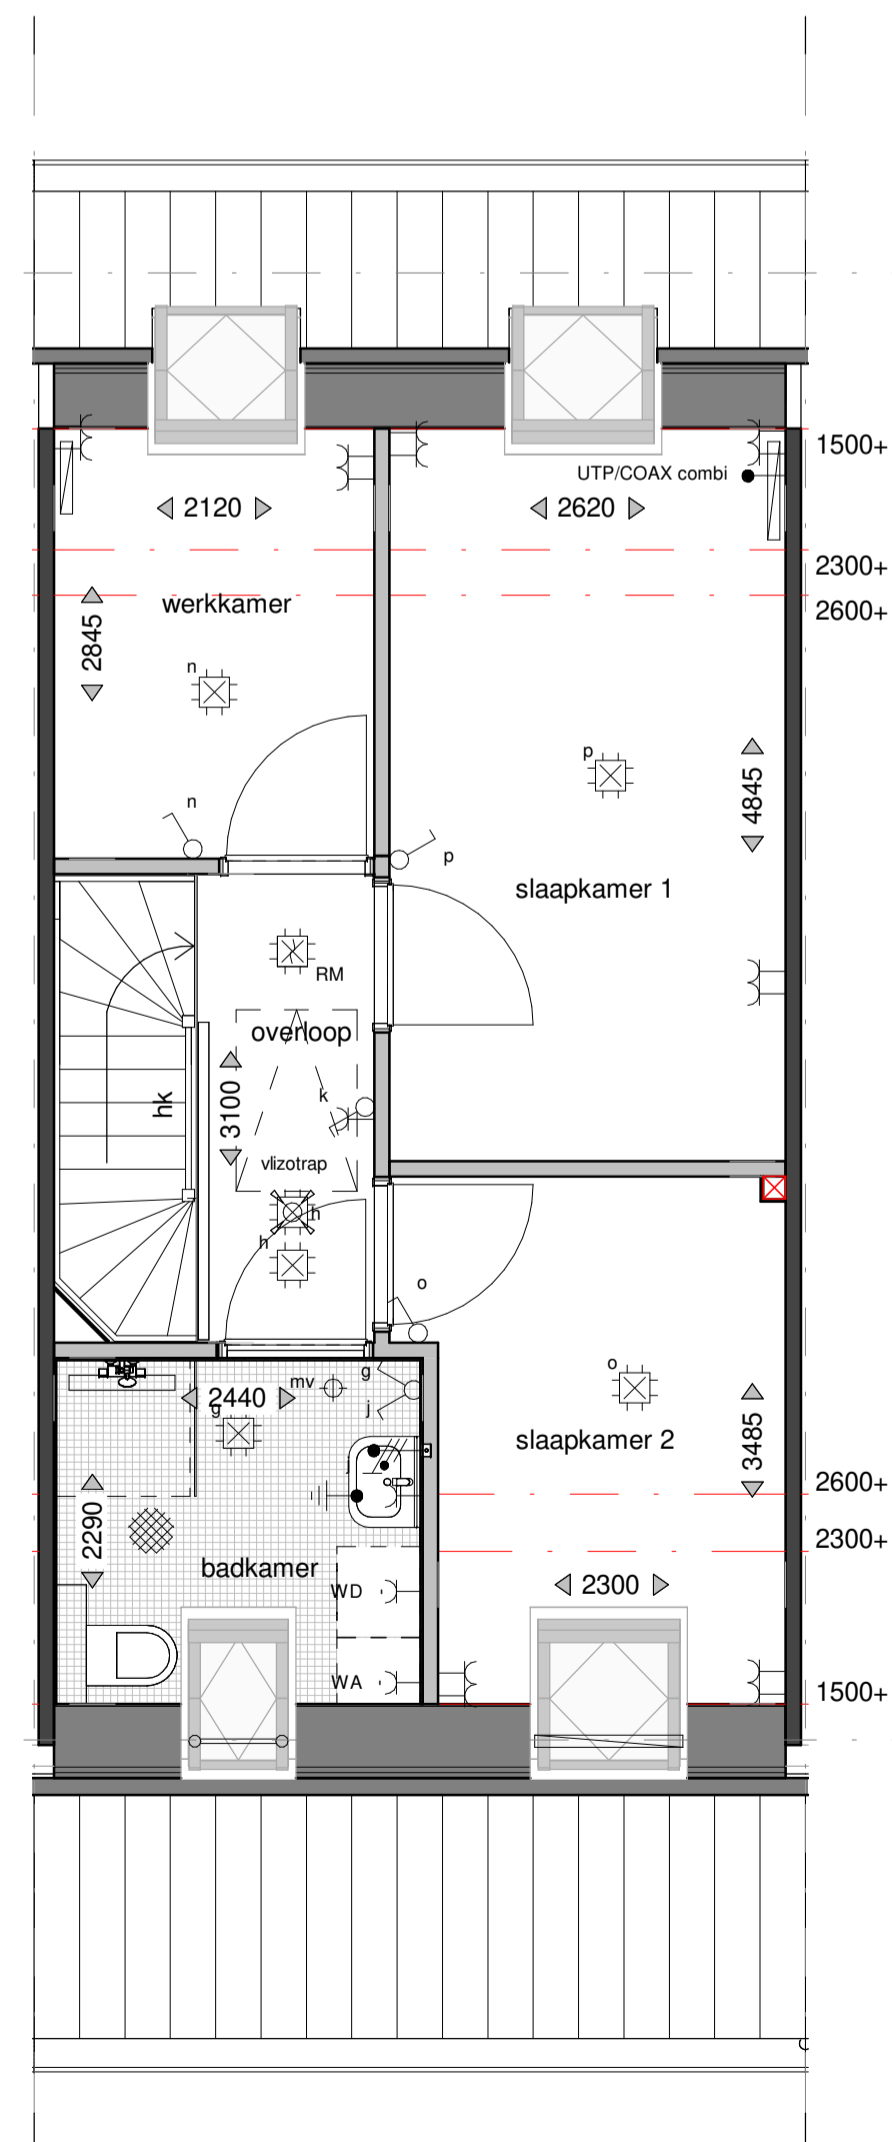 1500+
UTP/COAX combi
2120
2620
2300+
2600+
werkkamer
2845
n
p
4845
n
p
slaapkamer 1
RM
overloop
k
hk
3100
vlizotrap
h
h
o
o
g
mv
2440
g
j
slaapkamer 2
3485
j
2600+
2290
2300+
badkamer
2300
WD
WA
1500+